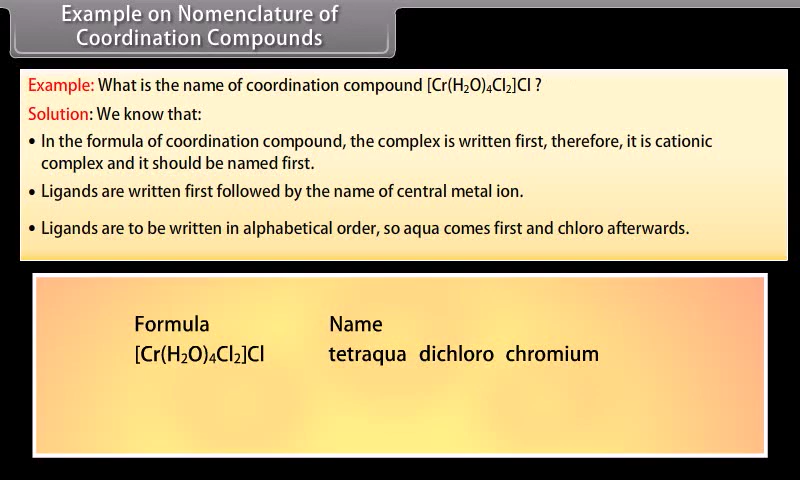 Example on Nomenclature of
Coordination Compounds
Example: What is the name of coordination compound [Cr(H₂O)₄Cl₂]Cl ?
Solution: We know that:
• In the formula of coordination compound, the complex is written first, therefore, it is cationic
complex and it should be named first.
• Ligands are written first followed by the name of central metal ion.
• Ligands are to be written in alphabetical order, so aqua comes first and chloro afterwards.
Formula Name
[Cr(H₂O)₄Cl₂]Cl tetraqua dichloro chromium